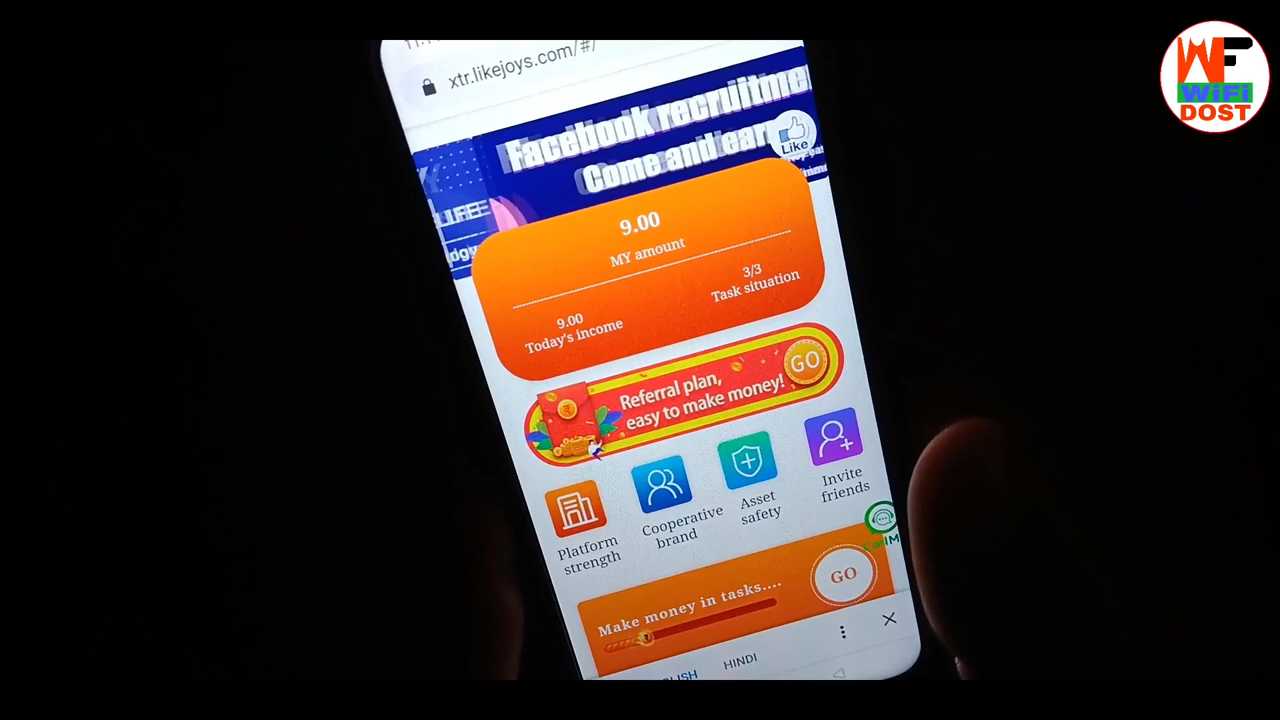 WF
WiFi
DOST
xtr.likejoys.com/#/
Facebook recruitme
Come and ear
Like
LIFE
9.00
MY amount
3/3
Task situation
9.00
Today's income
Referral plan,
easy to make money!
GO
Platform
strength
Cooperative
brand
Asset
safety
Invite
friends
Make money in tasks....
GO
LISH
HINDI